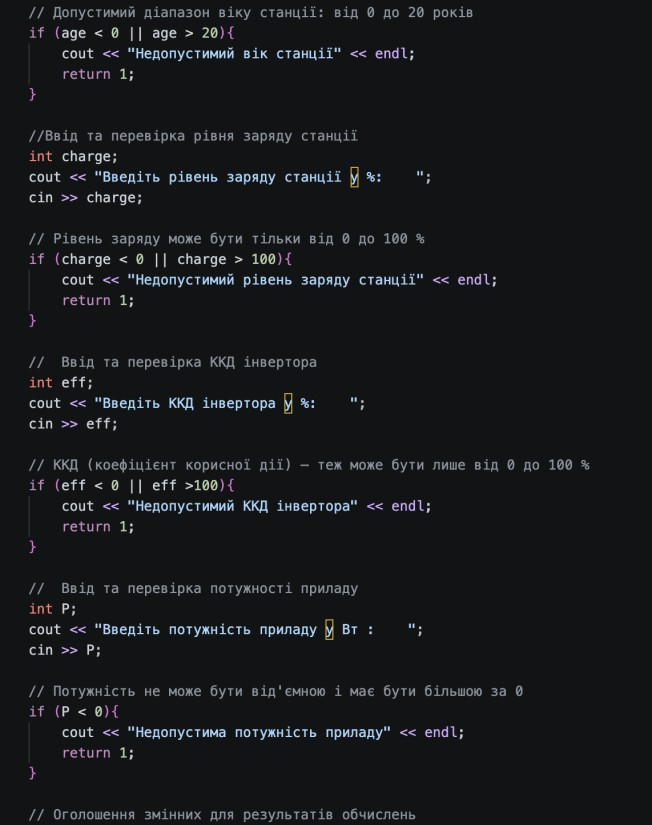 // Допустимий діапазон віку станції: від 0 до 20 років
if (age < 0 || age > 20){
    cout << "Недопустимий вік станції" << endl;
    return 1;
}
//Ввід та перевірка рівня заряду станції
int charge;
cout << "Введіть рівень заряду станції у %:    ";
cin >> charge;
// Рівень заряду може бути тільки від 0 до 100 %
if (charge < 0 || charge > 100){
    cout << "Недопустимий рівень заряду станції" << endl;
    return 1;
}
//  Ввід та перевірка ККД інвертора
int eff;
cout << "Введіть ККД інвертора у %:    ";
cin >> eff;
// ККД (коефіцієнт корисної дії) – теж може бути лише від 0 до 100 %
if (eff < 0 || eff >100){
    cout << "Недопустимий ККД інвертора" << endl;
    return 1;
}
//  Ввід та перевірка потужності приладу
int P;
cout << "Введіть потужність приладу у Вт :    ";
cin >> P;
// Потужність не може бути від'ємною і має бути більшою за 0
if (P < 0){
    cout << "Недопустима потужність приладу" << endl;
    return 1;
}
// Оголошення змінних для результатів обчислень